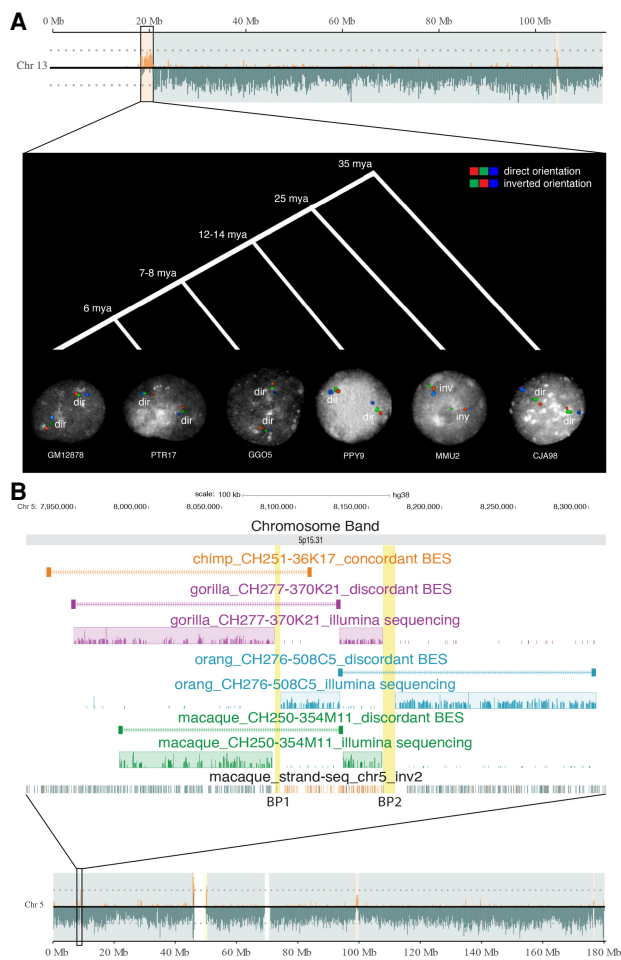 A
0 Mb 20 Mb 40 Mb 60 Mb 80 Mb 100 Mb
Chr 13
35 mya
direct orientation
inverted orientation
25 mya
12-14 mya
7-8 mya
6 mya
dir dir dir dir dir dir inv inv dir dir
dir dir
GM12878 PTR17 GGO5 PPY9 MMU2 CJA98
B
scale: 100 kb hg38
Chr 5: 7,950,000 8,000,000 8,050,000 8,100,000 8,150,000 8,200,000 8,250,000 8,300,000
Chromosome Band
5p15.31
chimp_CH251-36K17_concordant BES
gorilla_CH277-370K21_discordant BES
gorilla_CH277-370K21_illumina sequencing
orang_CH276-508C5_discordant BES
orang_CH276-508C5_illumina sequencing
macaque_CH250-354M11_discordant BES
macaque_CH250-354M11_illumina sequencing
macaque_strand-seq_chr5_inv2
BP1 BP2
Chr 5
0 Mb 20 Mb 40 Mb 60 Mb 80 Mb 100 Mb 120 Mb 140 Mb 160 Mb 180 Mb